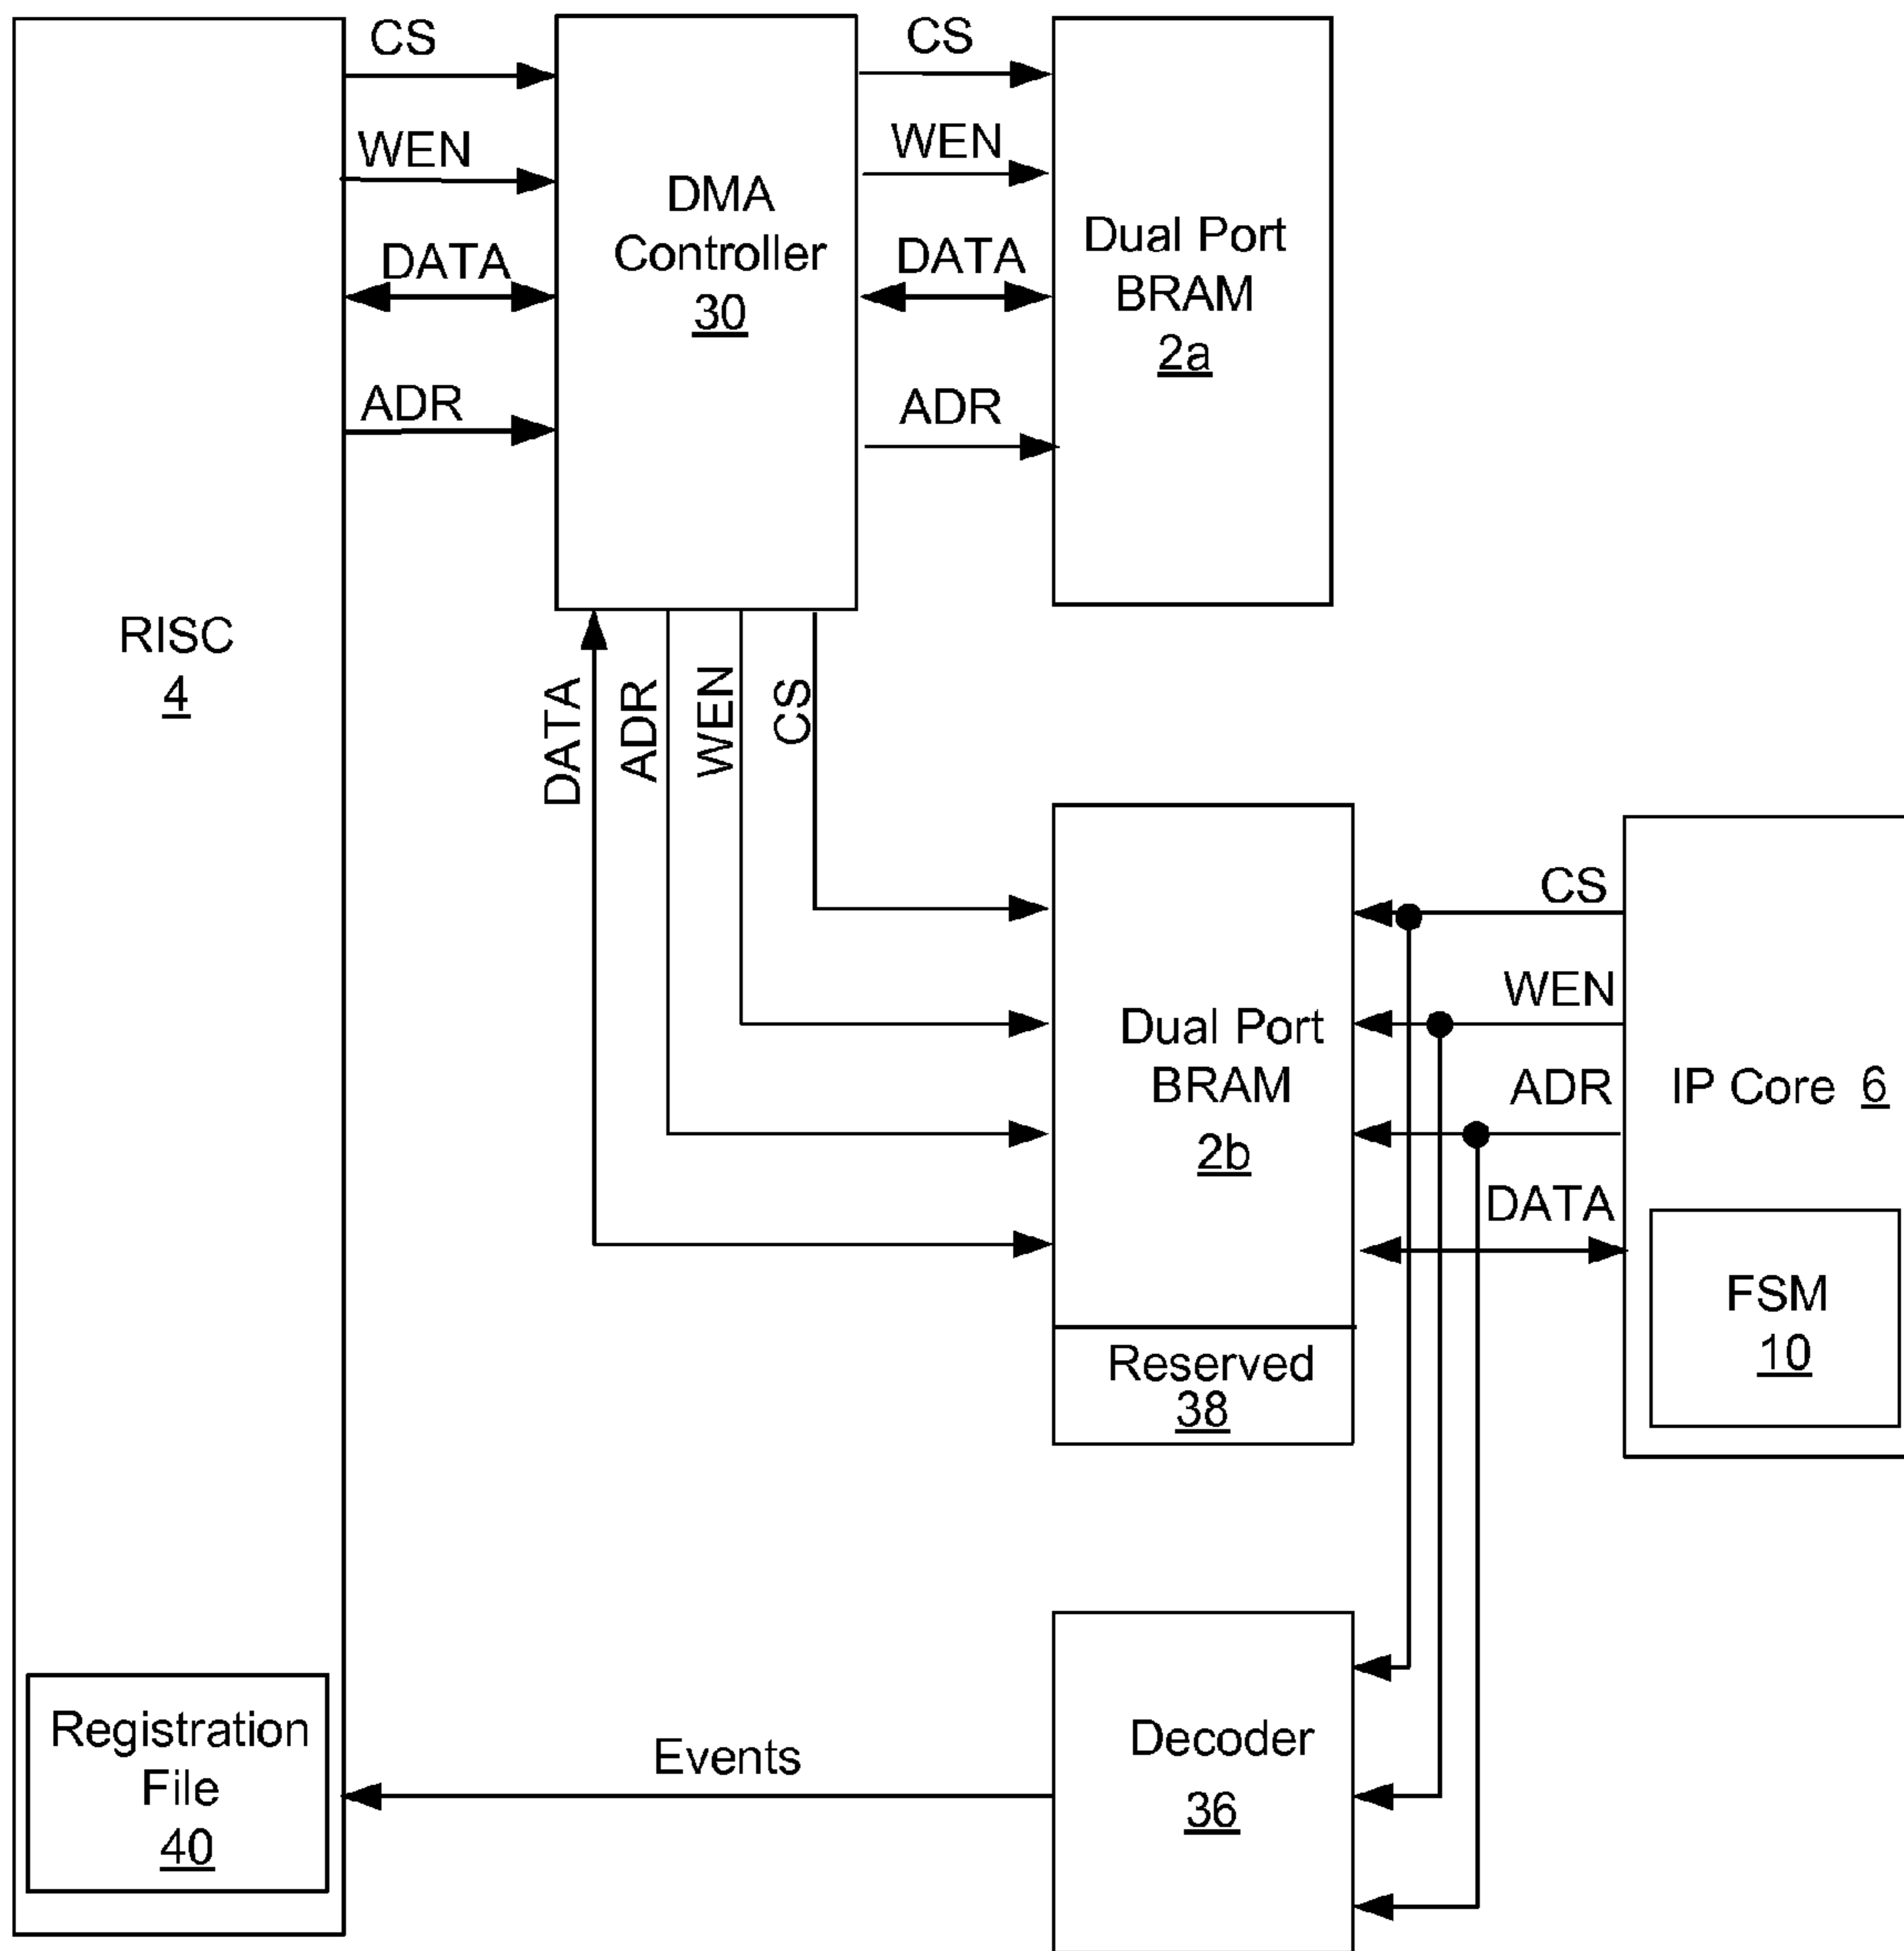 CS
CS
WEN
WEN
DMA
Controller
30
DATA
DATA
Dual Port
BRAM
2a
ADR
ADR
RISC
4
DATA
ADR
WEN
CS
CS
WEN
Dual Port
BRAM
2b
ADR
IP Core 6
DATA
FSM
10
Reserved
38
Registration
File
40
Events
Decoder
36